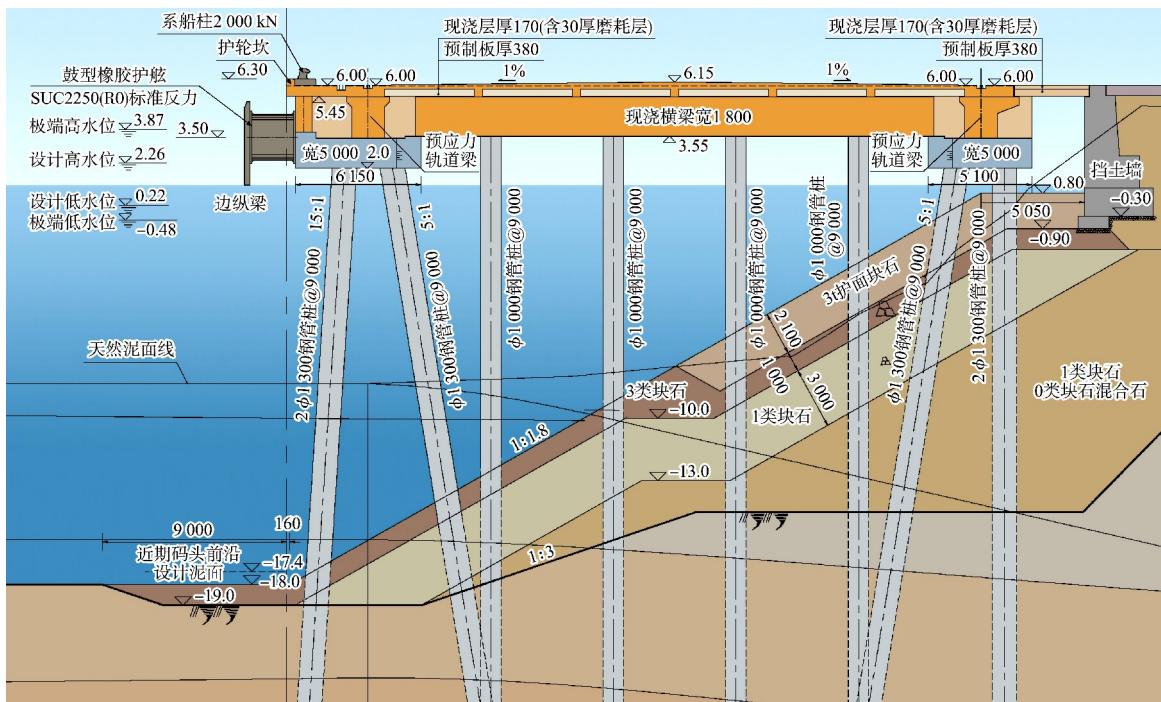 系船柱2 000 kN
护轮坎
6.30
鼓型橡胶护舷
SUC2250(R0)标准反力
极端高水位
3.87
3.50
设计高水位
2.26
设计低水位
0.22
极端低水位
-0.48
现浇层厚170(含30厚磨耗层)
预制板厚380
现浇层厚170(含30厚磨耗层)
预制板厚380
6.00
6.00
1%
6.15
1%
6.00
6.00
5.45
现浇横梁宽1 800
预应力
轨道梁
3.55
预应力
轨道梁
宽5 000
2.0
宽5 000
6 150
5 100
边纵梁
挡土墙
0.80
-0.30
5 050
-0.90
15:1
5:1
5:1
2ϕ1 300钢管桩@9 000
ϕ1 300钢管桩@9 000
ϕ1 000钢管桩@9 000
ϕ1 000钢管桩@9 000
ϕ1 000钢管桩@9 000
ϕ1 000钢管桩
@9 000
ϕ1 300钢管桩@9 000
2ϕ1 300钢管桩@9 000
3t护面块石
2 100
1 000
3 000
天然泥面线
3类块石
1类块石
1类块石
0类块石混合石
-10.0
1:1.8
-13.0
1:3
9 000
160
近期码头前沿
设计泥面
-17.4
-18.0
-19.0